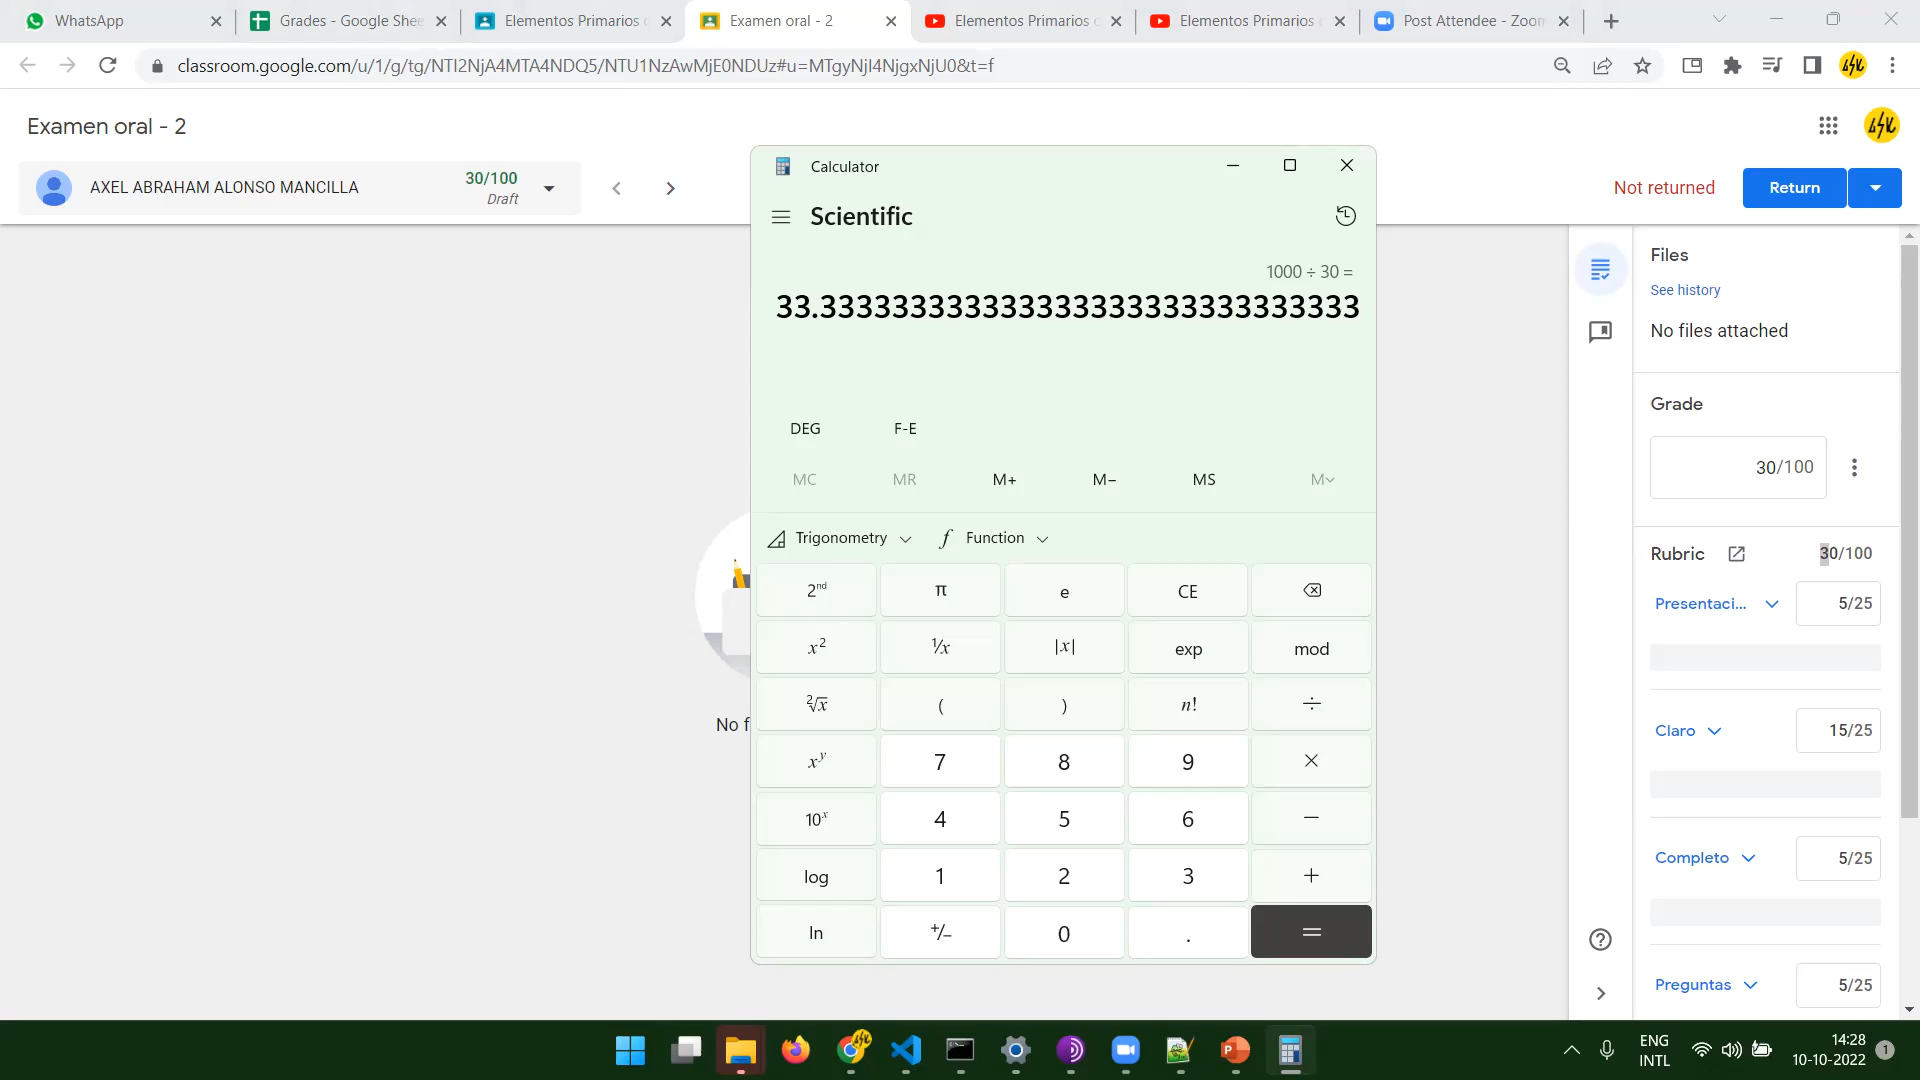 WhatsApp
Grades - Google Shee
Elementos Primarios
Examen oral - 2
Elementos Primarios
Elementos Primarios
Post Attendee - Zoom
classroom.google.com/u/1/g/tg/NTI2NjA4MTA4NDQ5/NTU1NzAwMjE0NDUz#u=MTgyNjI4NjgxNjU0&t=f
Examen oral - 2
AXEL ABRAHAM ALONSO MANCILLA
30/100
Draft
Not returned
Return
Calculator
Scientific
1000 ÷ 30 =
33.333333333333333333333333333333
DEG
F-E
MC
MR
M+
M−
MS
M
Trigonometry
f Function
2nd
π
e
CE
x2
1/x
|x|
exp
mod
2√x
(
)
n!
÷
xy
7
8
9
×
10x
4
5
6
−
log
1
2
3
+
ln
+/−
0
.
=
No f
Files
See history
No files attached
Grade
30/100
Rubric
30/100
Presentaci...
5/25
Claro
15/25
Completo
5/25
Preguntas
5/25
ENG
INTL
14:28
10-10-2022
1